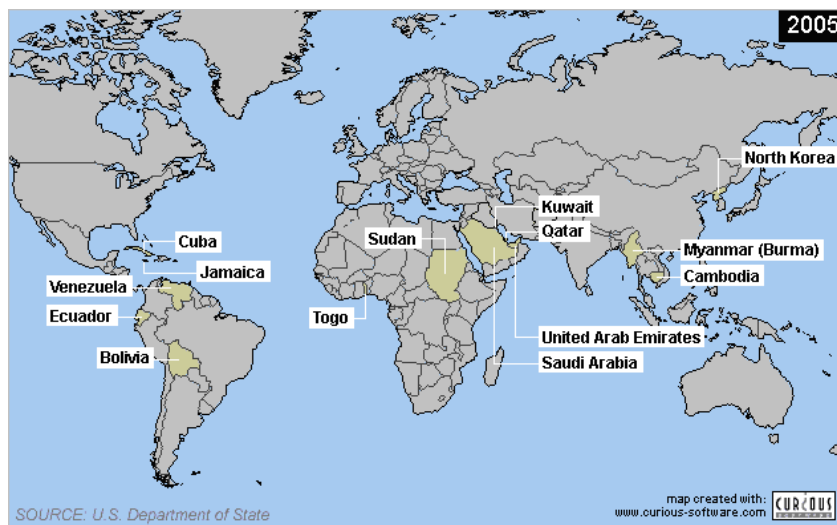 2005
North Korea
Kuwait
Qatar
Sudan
Cuba
Myanmar (Burma)
Jamaica
Cambodia
Venezuela
Ecuador
Togo
United Arab Emirates
Bolivia
Saudi Arabia
map created with:
www.curious-software.com
CURIOUS
SOFTWARE
SOURCE: U.S. Department of State